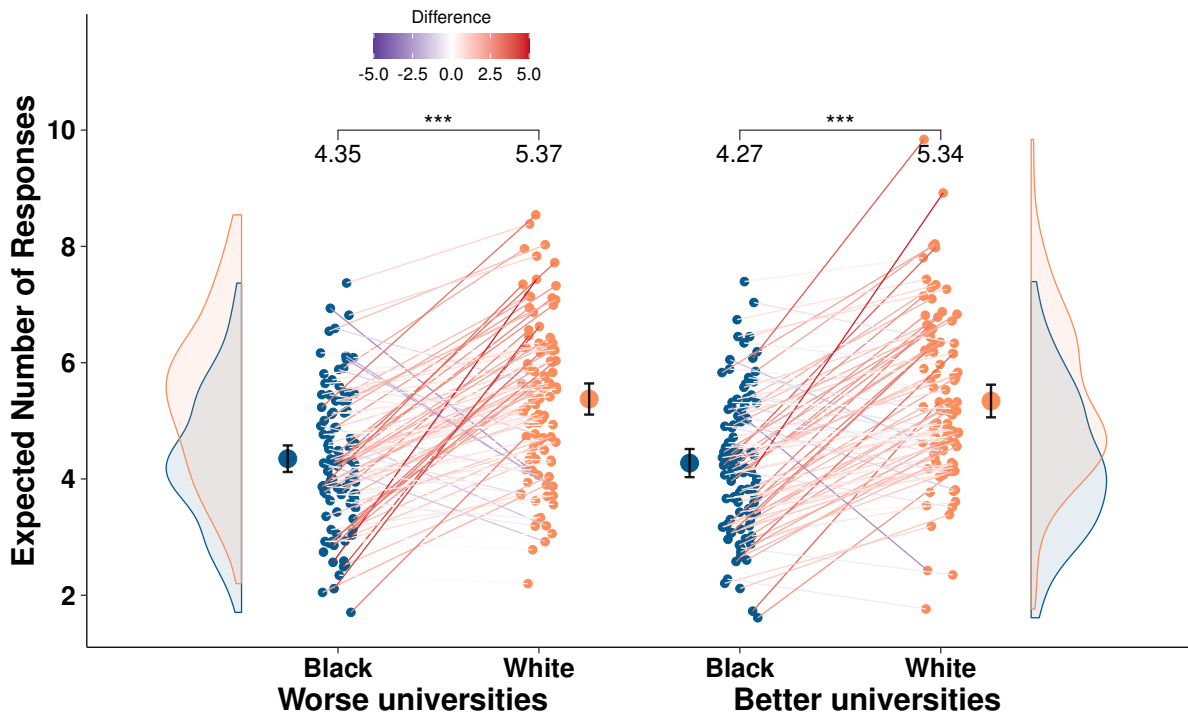 Difference
-5.0 -2.5 0.0 2.5 5.0
Expected Number of Responses
10
8
6
4
2
*** ***
4.35 5.37 4.27 5.34
Black White Black White
Worse universities Better universities